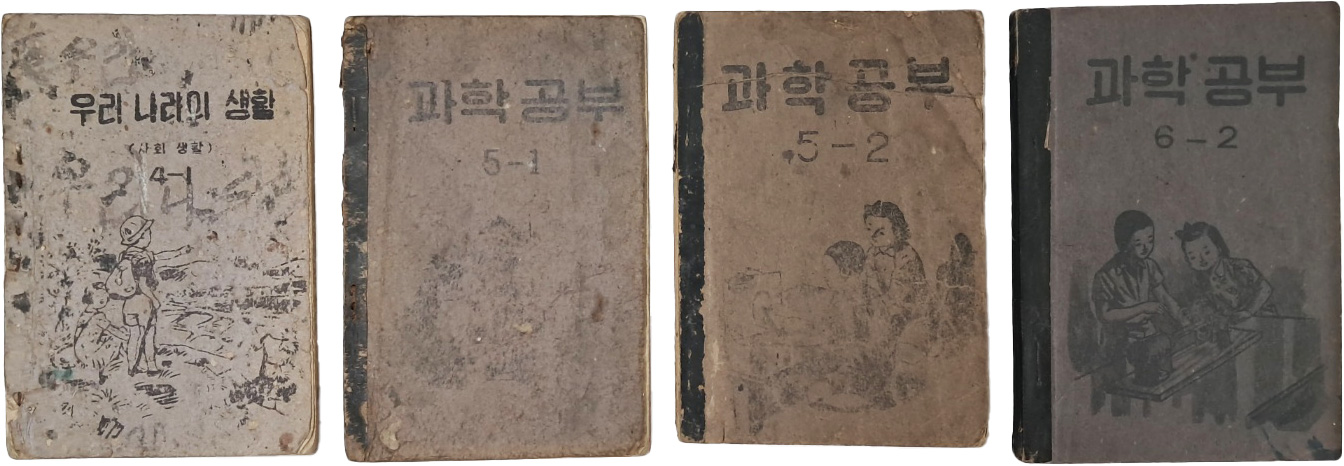 우리 나라의 생활
(사회 생활)
4-1
과학 공부
5-1
과학 공부
5-2
과학 공부
6-2